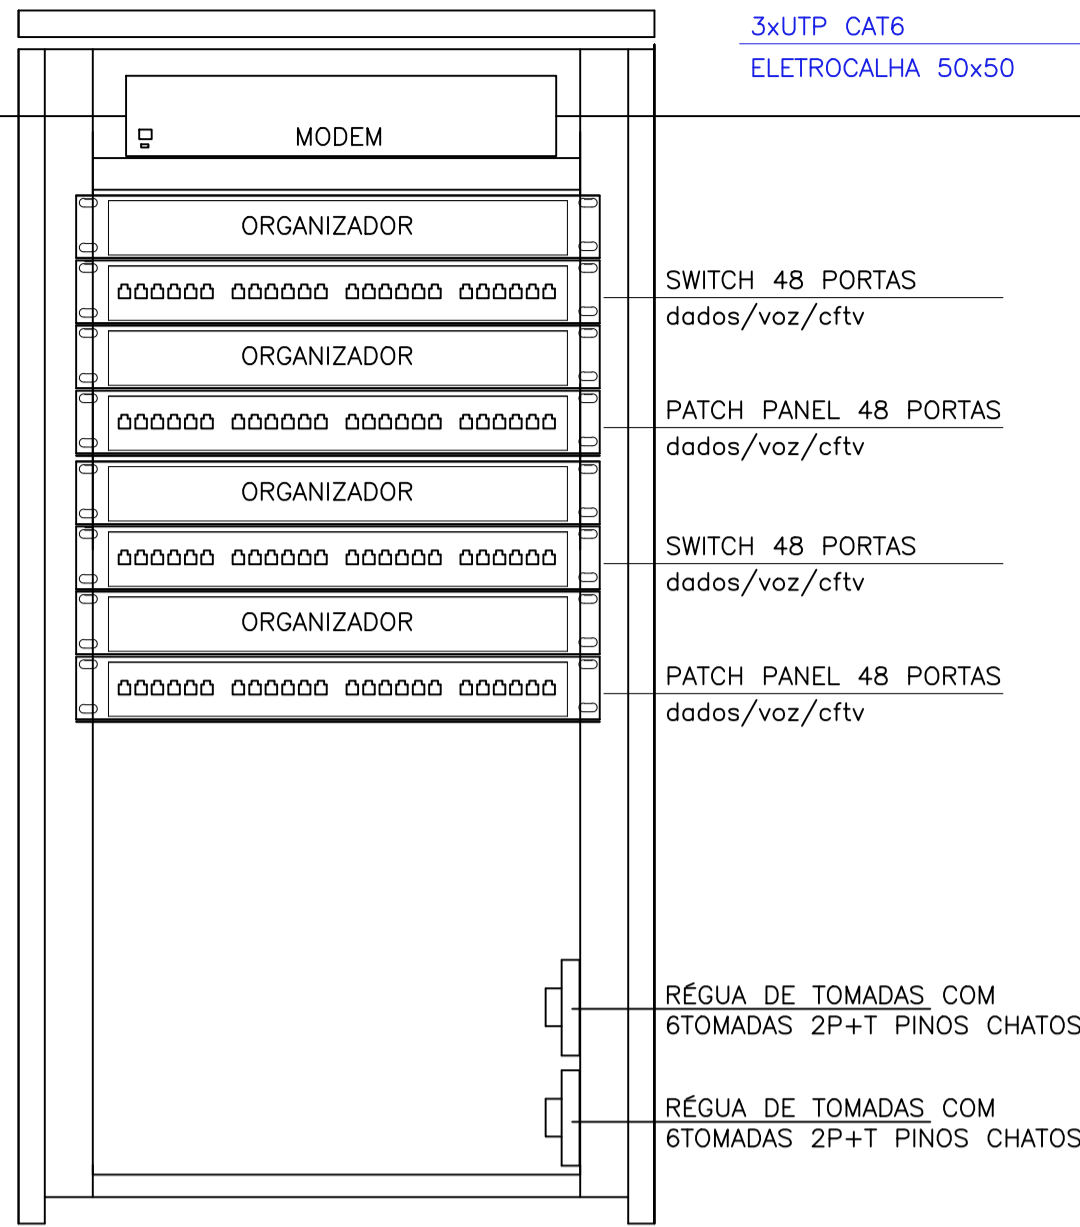 3xUTP CAT6
ELETROCALHA 50x50
MODEM
ORGANIZADOR
SWITCH 48 PORTAS
dados/voz/cftv
ORGANIZADOR
PATCH PANEL 48 PORTAS
dados/voz/cftv
ORGANIZADOR
SWITCH 48 PORTAS
dados/voz/cftv
ORGANIZADOR
PATCH PANEL 48 PORTAS
dados/voz/cftv
RÉGUA DE TOMADAS COM
6TOMADAS 2P+T PINOS CHATOS
RÉGUA DE TOMADAS COM
6TOMADAS 2P+T PINOS CHATOS